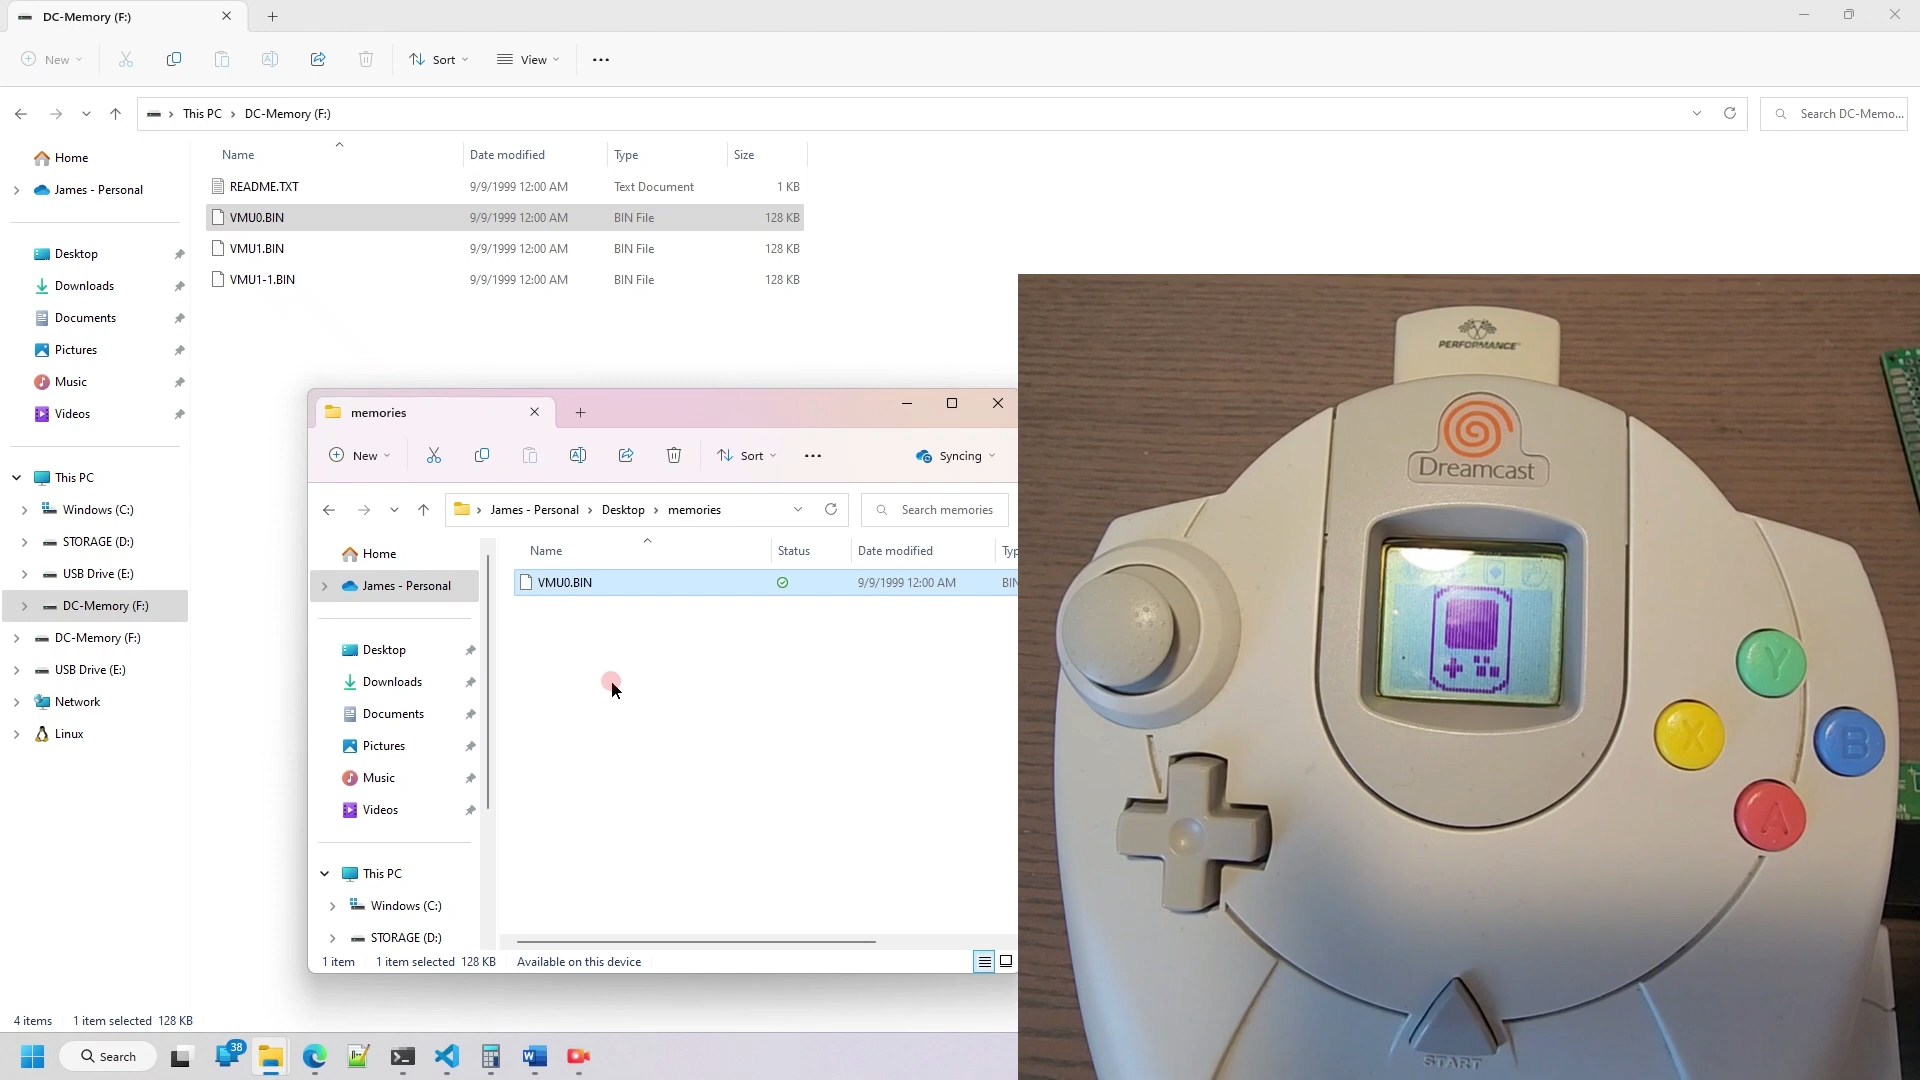 DC-Memory (F:)
New
Sort
View
This PC
DC-Memory (F:)
Search DC-Memo...
Home
James - Personal
Desktop
Downloads
Documents
Pictures
Music
Videos
This PC
Windows (C:)
STORAGE (D:)
USB Drive (E:)
DC-Memory (F:)
DC-Memory (F:)
USB Drive (E:)
Network
Linux
Name Date modified Type Size
README.TXT 9/9/1999 12:00 AM Text Document 1 KB
VMU0.BIN 9/9/1999 12:00 AM BIN File 128 KB
VMU1.BIN 9/9/1999 12:00 AM BIN File 128 KB
VMU1-1.BIN 9/9/1999 12:00 AM BIN File 128 KB
4 items 1 item selected 128 KB
memories
New
Sort
Syncing
James - Personal
Desktop
memories
Search memories
Home
James - Personal
Desktop
Downloads
Documents
Pictures
Music
Videos
This PC
Windows (C:)
STORAGE (D:)
Name Status Date modified Typ
VMU0.BIN 9/9/1999 12:00 AM BIN
1 item 1 item selected 128 KB Available on this device
PERFORMANCE
Dreamcast
Y
X
B
A
START
Search
38